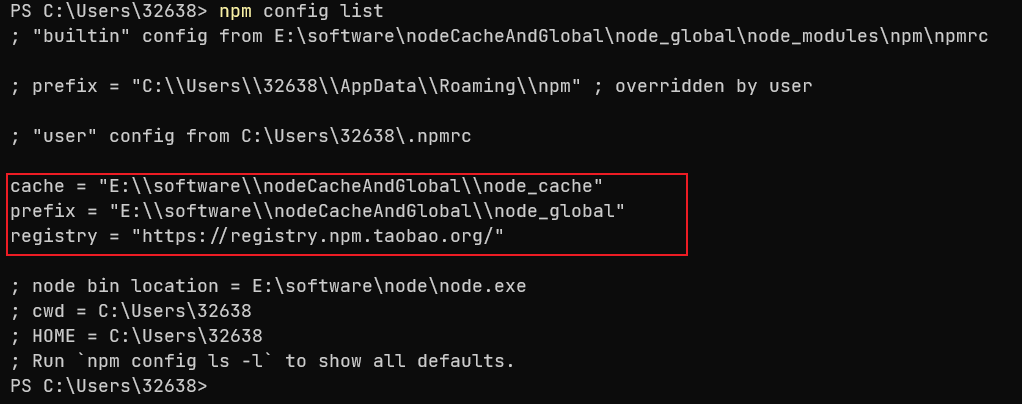 PS C:\Users\32638> npm config list
; "builtin" config from E:\software\nodeCacheAndGlobal\node_global\node_modules\npm\npmrc
; prefix = "C:\\Users\\32638\\AppData\\Roaming\\npm" ; overridden by user
; "user" config from C:\Users\32638\.npmrc
cache = "E:\\software\\nodeCacheAndGlobal\\node_cache"
prefix = "E:\\software\\nodeCacheAndGlobal\\node_global"
registry = "https://registry.npm.taobao.org/"
; node bin location = E:\software\node\node.exe
; cwd = C:\Users\32638
; HOME = C:\Users\32638
; Run `npm config ls -l` to show all defaults.
PS C:\Users\32638>